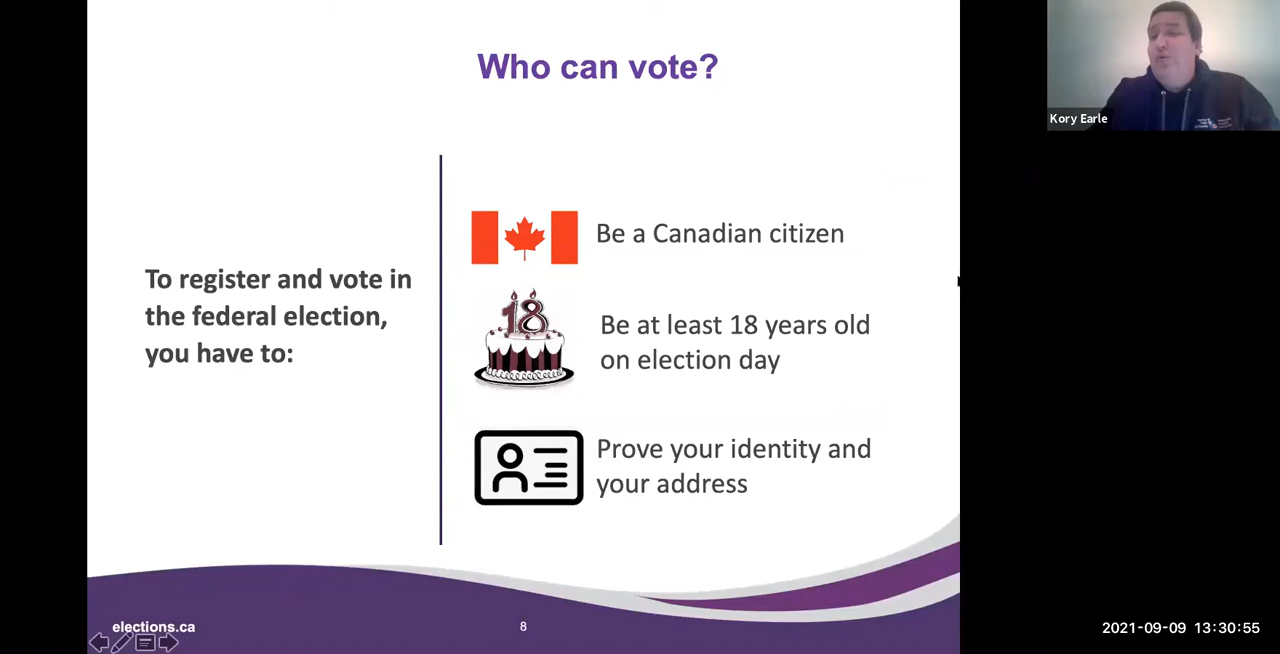 Who can vote?
To register and vote in
the federal election,
you have to:
Be a Canadian citizen
18
Be at least 18 years old
on election day
Prove your identity and
your address
elections.ca
8
Kory Earle
2021-09-09 13:30:55